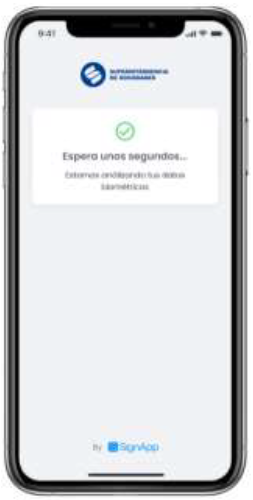 9:41
SUPERINTENDENCIA
DE SOCIEDADES
Espera unos segundos...
Estamos analizando tus datos
biométricos
by SignApp